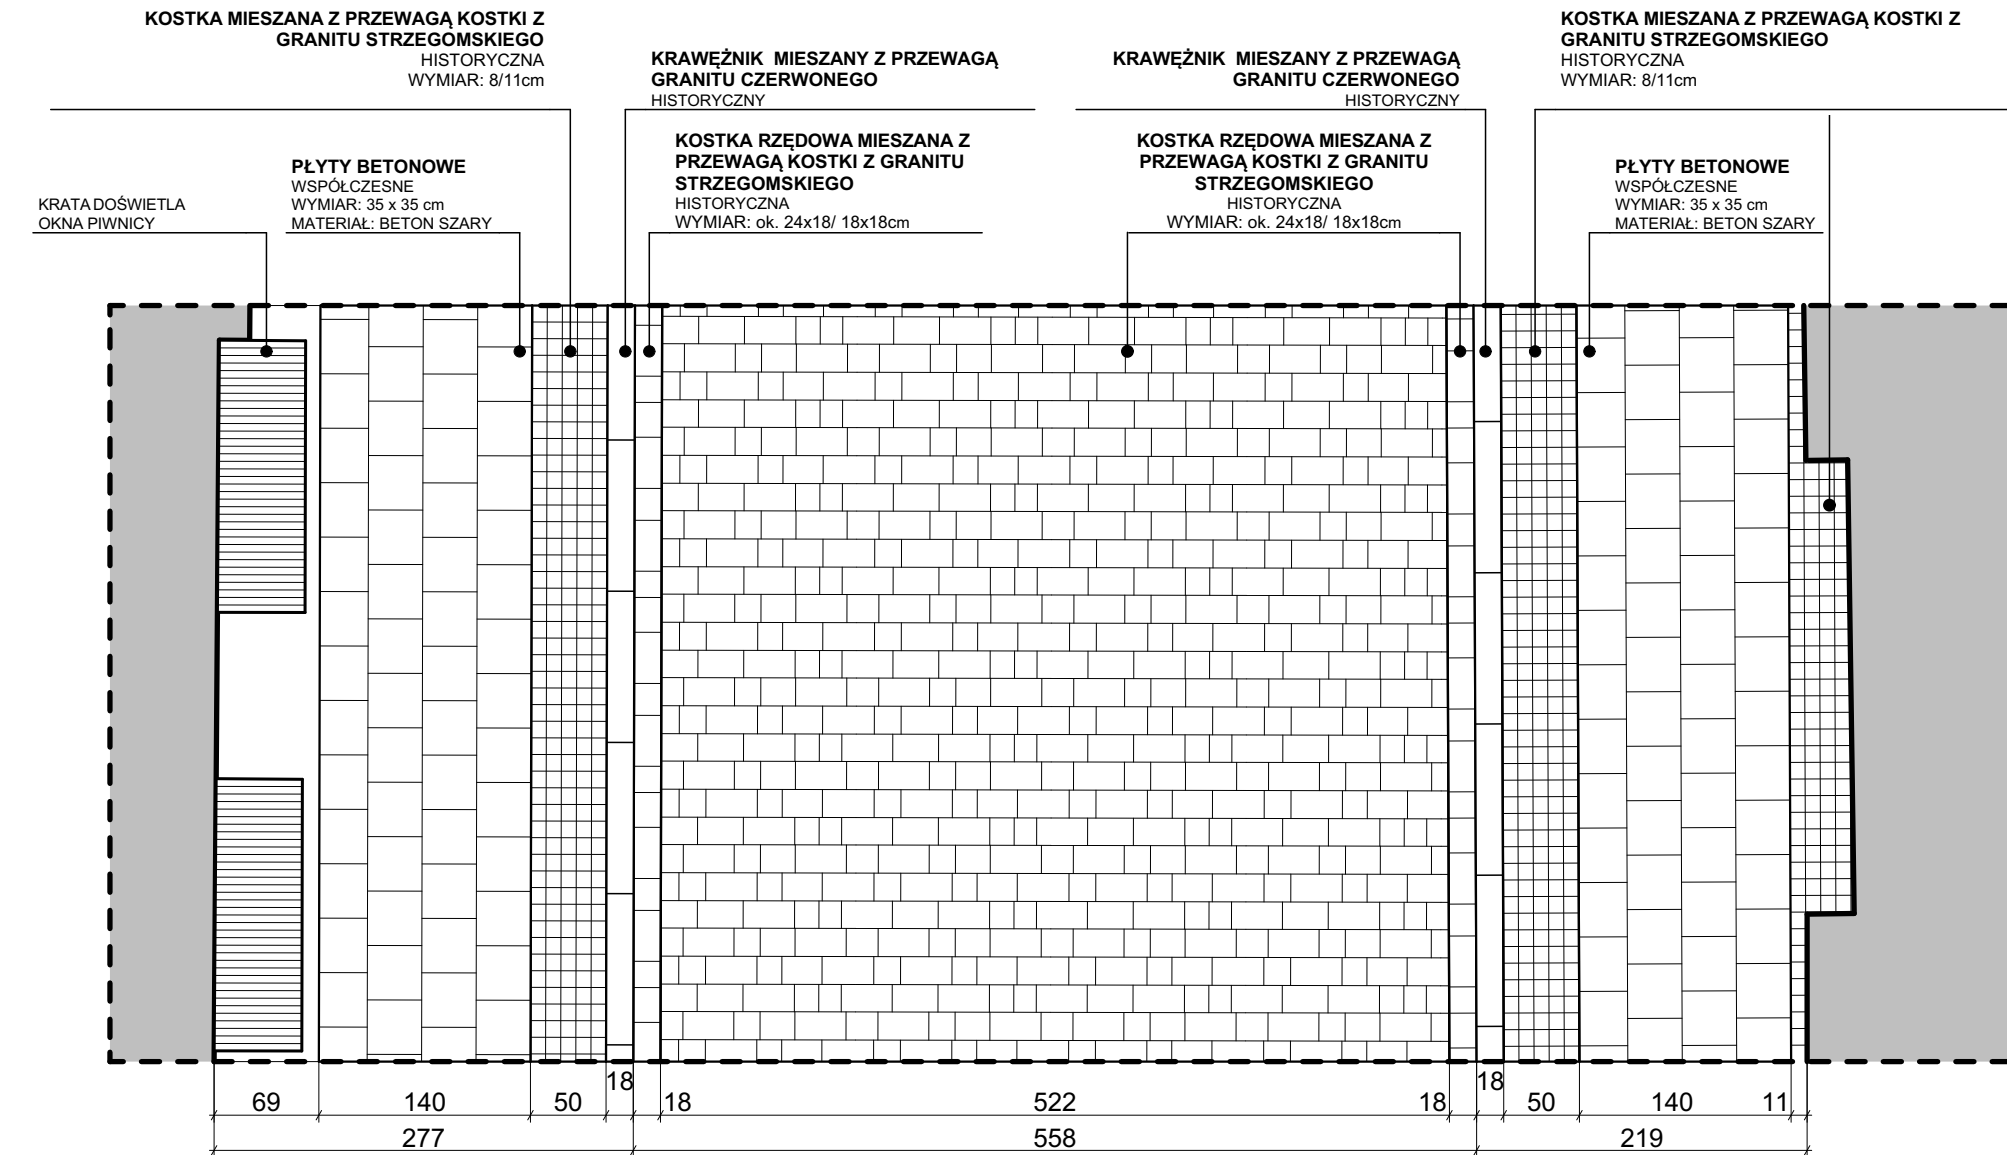 KOSTKA MIESZANA Z PRZEWAGĄ KOSTKI Z
GRANITU STRZEGOMSKIEGO
HISTORYCZNA
WYMIAR: 8/11cm
KRAWĘŻNIK MIESZANY Z PRZEWAGĄ
GRANITU CZERWONEGO
HISTORYCZNY
KRAWĘŻNIK MIESZANY Z PRZEWAGĄ
GRANITU CZERWONEGO
HISTORYCZNY
KOSTKA MIESZANA Z PRZEWAGĄ KOSTKI Z
GRANITU STRZEGOMSKIEGO
HISTORYCZNA
WYMIAR: 8/11cm
KRATA DOŚWIETLA
OKNA PIWNICY
PŁYTY BETONOWE
WSPÓŁCZESNE
WYMIAR: 35 x 35 cm
MATERIAŁ: BETON SZARY
KOSTKA RZĘDOWA MIESZANA Z
PRZEWAGĄ KOSTKI Z GRANITU
STRZEGOMSKIEGO
HISTORYCZNA
WYMIAR: ok. 24x18/ 18x18cm
KOSTKA RZĘDOWA MIESZANA Z
PRZEWAGĄ KOSTKI Z GRANITU
STRZEGOMSKIEGO
HISTORYCZNA
WYMIAR: ok. 24x18/ 18x18cm
PŁYTY BETONOWE
WSPÓŁCZESNE
WYMIAR: 35 x 35 cm
MATERIAŁ: BETON SZARY
69 140 50 18 18 522 18 18 50 140 11
277 558 219